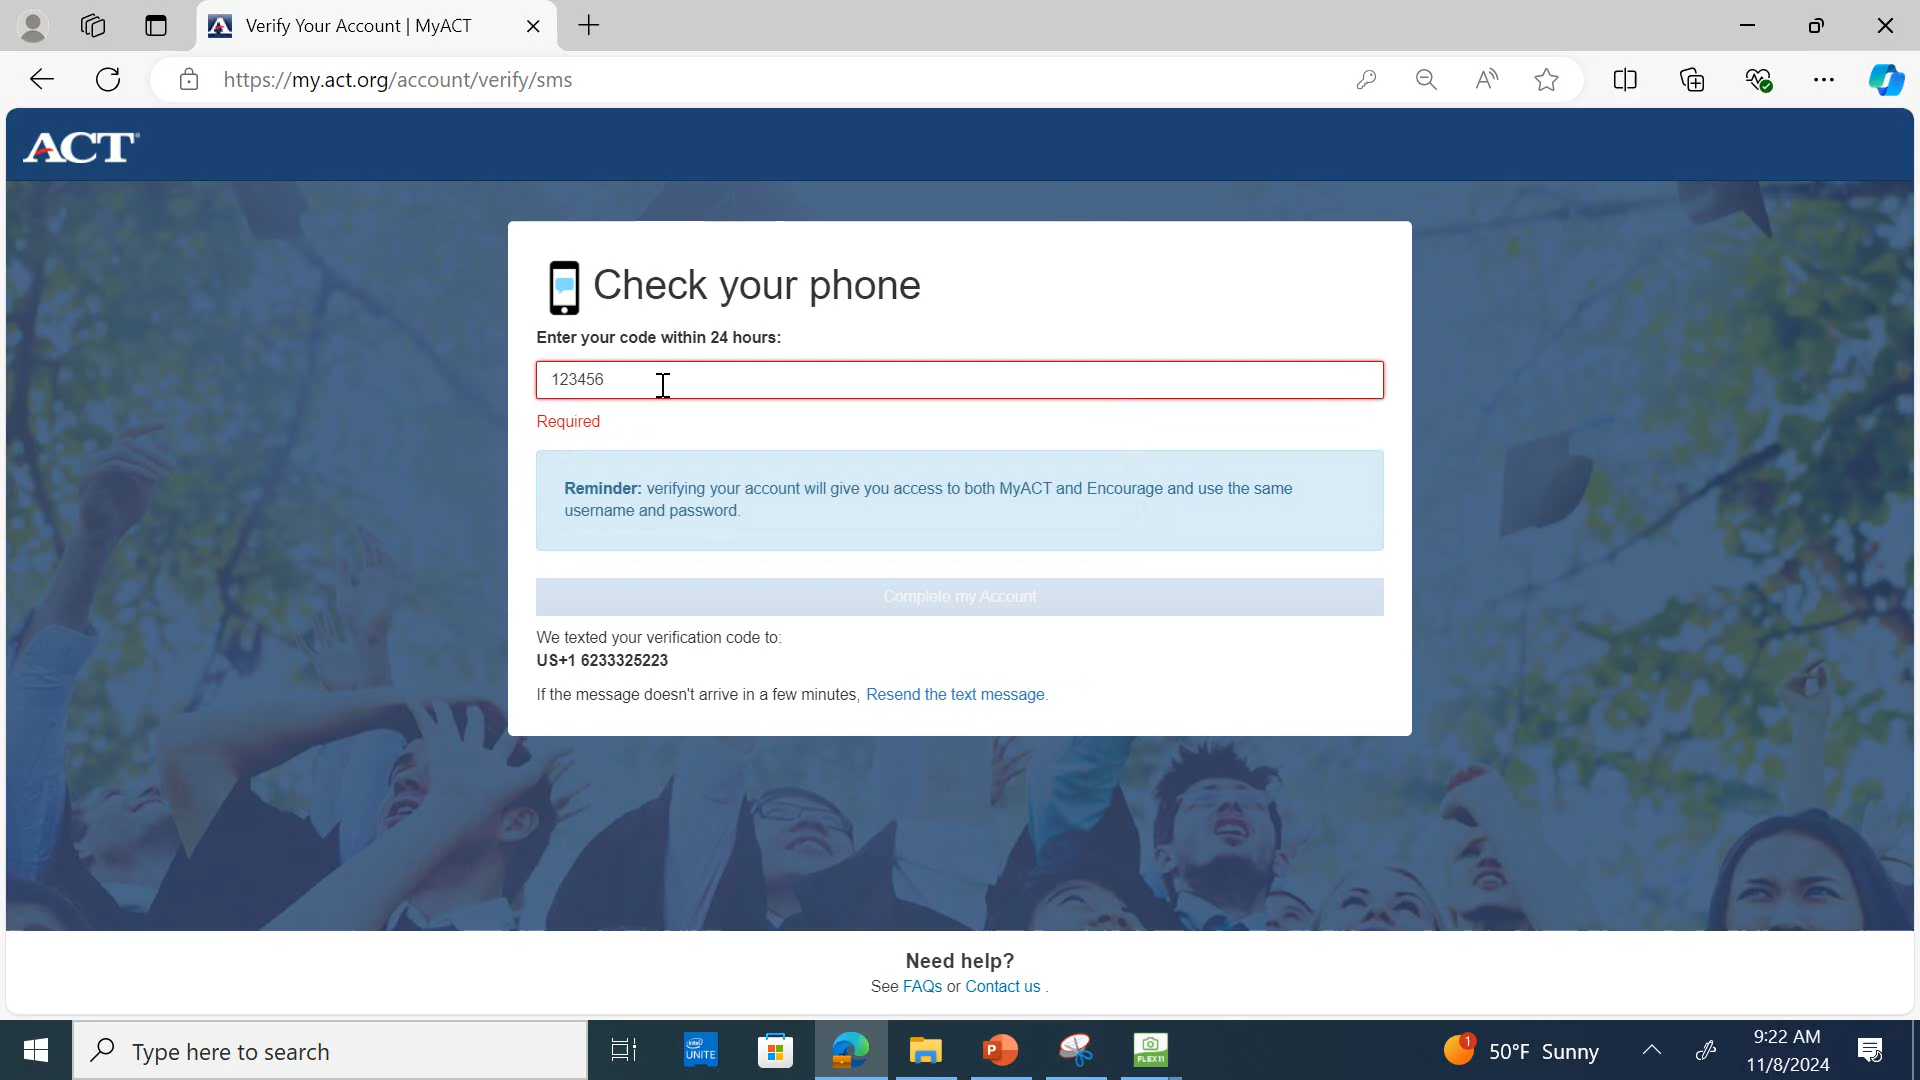 Verify Your Account | MyACT
https://my.act.org/account/verify/sms
ACT
Check your phone
Enter your code within 24 hours:
123456
Required
Reminder: verifying your account will give you access to both MyACT and Encourage and use the same
username and password.
Complete my Account
We texted your verification code to:
US+1 6233325223
If the message doesn't arrive in a few minutes, Resend the text message.
Need help?
See FAQs or Contact us .
Type here to search
intel UNITE
P
FLEX11
1
50°F Sunny
9:22 AM
11/8/2024